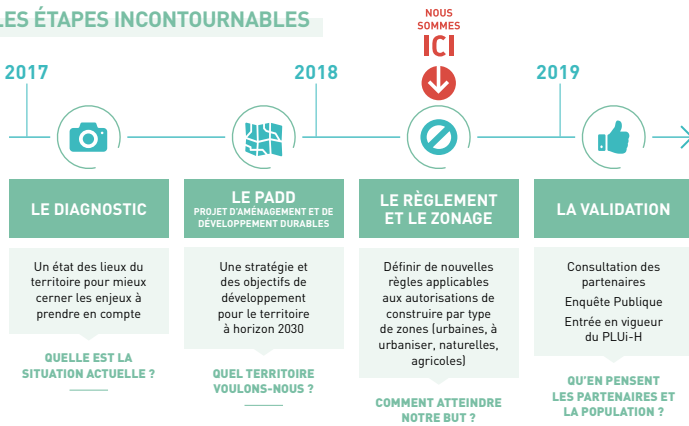 LES ÉTAPES INCONTOURNABLES
NOUS
SOMMES
ICI
2017
2018
2019
LE DIAGNOSTIC
Un état des lieux du
territoire pour mieux
cerner les enjeux à
prendre en compte
QUELLE EST LA
SITUATION ACTUELLE ?
LE PADD
PROJET D'AMÉNAGEMENT ET DE
DÉVELOPPEMENT DURABLES
Une stratégie et
des objectifs de
développement
pour le territoire
à horizon 2030
QUEL TERRITOIRE
VOULONS-NOUS ?
LE RÈGLEMENT
ET LE ZONAGE
Définir de nouvelles
règles applicables
aux autorisations de
construire par type
de zones (urbaines, à
urbaniser, naturelles,
agricoles)
COMMENT ATTEINDRE
NOTRE BUT ?
LA VALIDATION
Consultation des
partenaires
Enquête Publique
Entrée en vigueur
du PLUi-H
QU'EN PENSENT
LES PARTENAIRES ET
LA POPULATION ?